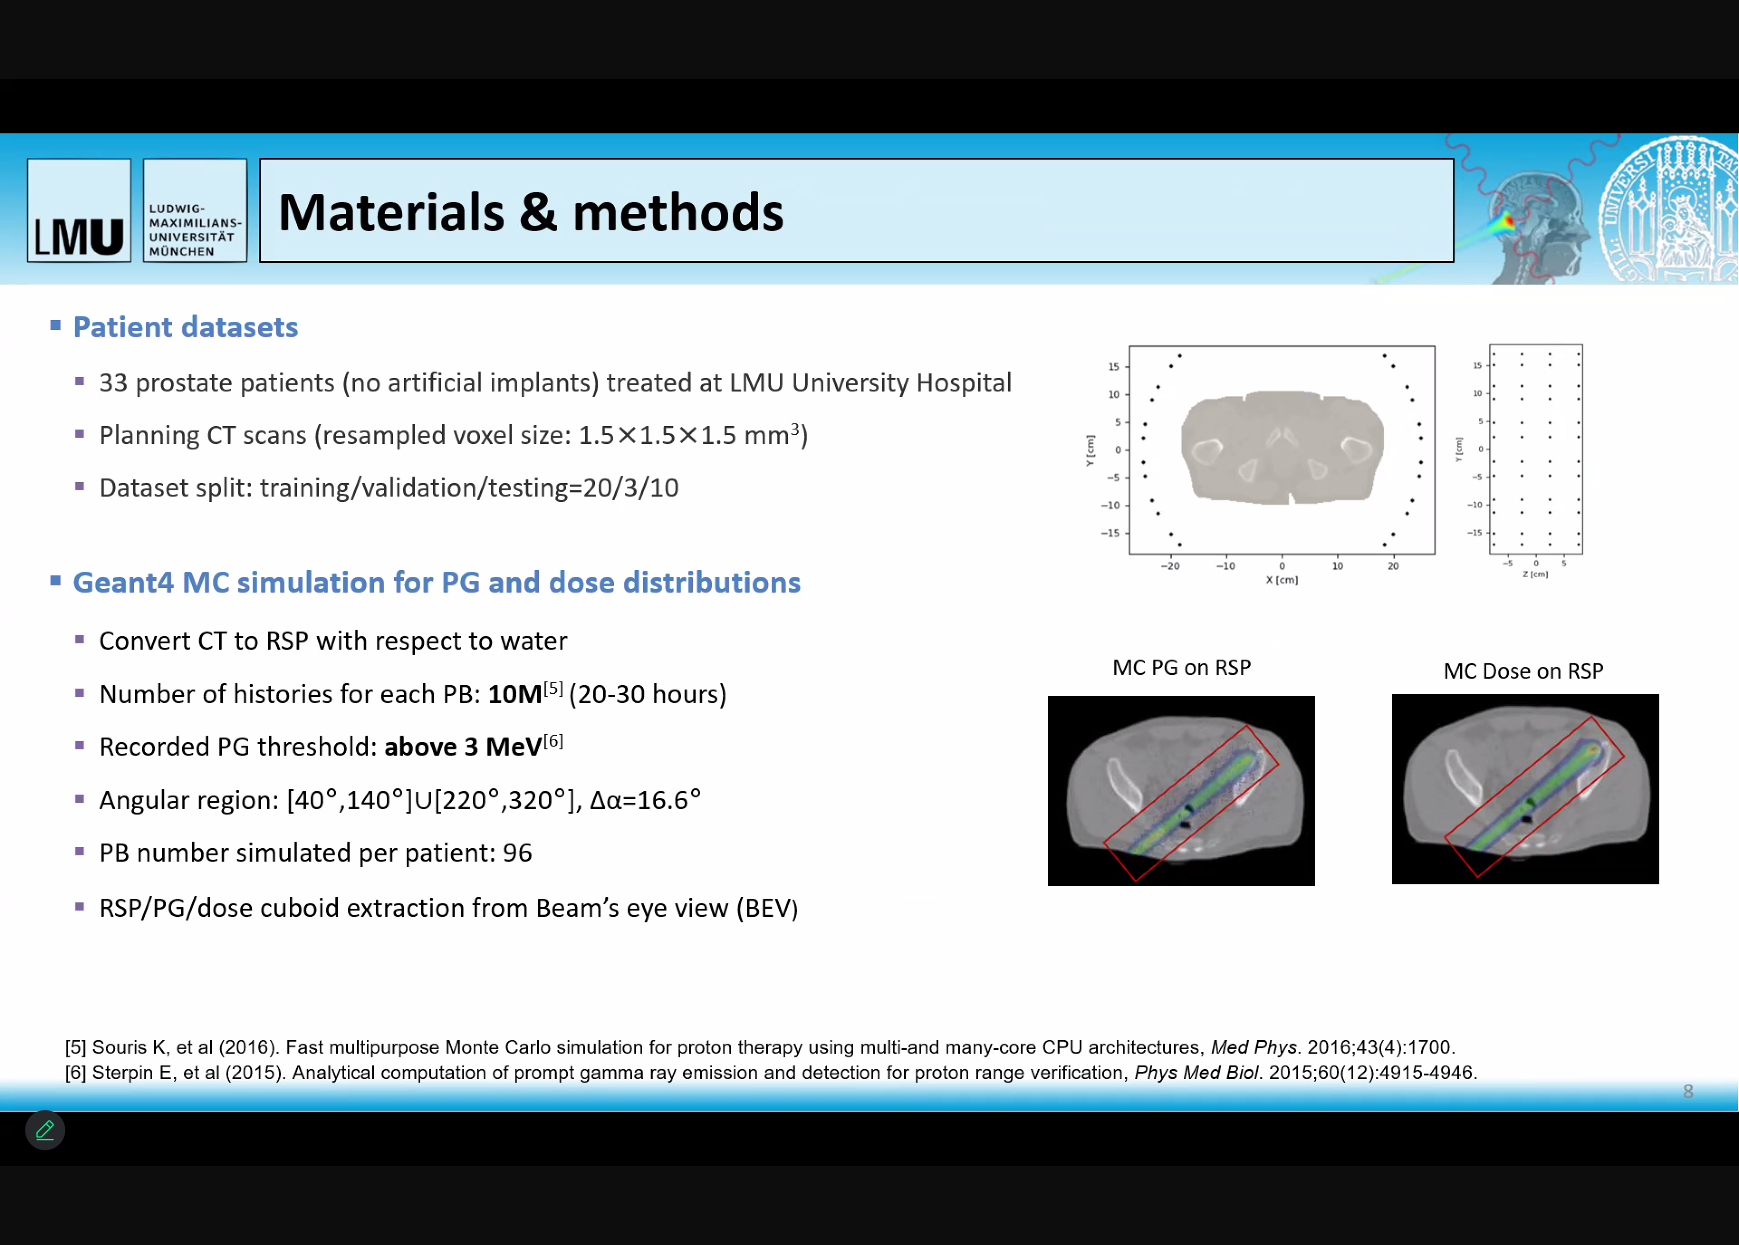 LMU
LUDWIG-
MAXIMILIANS-
UNIVERSITÄT
MÜNCHEN
Materials & methods
▪ Patient datasets
▪ 33 prostate patients (no artificial implants) treated at LMU University Hospital
▪ Planning CT scans (resampled voxel size: 1.5×1.5×1.5 mm³)
▪ Dataset split: training/validation/testing=20/3/10
▪ Geant4 MC simulation for PG and dose distributions
▪ Convert CT to RSP with respect to water
▪ Number of histories for each PB: 10M[5] (20-30 hours)
▪ Recorded PG threshold: above 3 MeV[6]
▪ Angular region: [40°,140°]∪[220°,320°], Δα=16.6°
▪ PB number simulated per patient: 96
▪ RSP/PG/dose cuboid extraction from Beam’s eye view (BEV)
Y [cm]
15
10
5
0
−5
−10
−15
−20 −10 0 10 20
X [cm]
Y [cm]
15
10
5
0
−5
−10
−15
−5 0 5
Z [cm]
MC PG on RSP
MC Dose on RSP
[5] Souris K, et al (2016). Fast multipurpose Monte Carlo simulation for proton therapy using multi-and many-core CPU architectures, Med Phys. 2016;43(4):1700.
[6] Sterpin E, et al (2015). Analytical computation of prompt gamma ray emission and detection for proton range verification, Phys Med Biol. 2015;60(12):4915-4946.
8